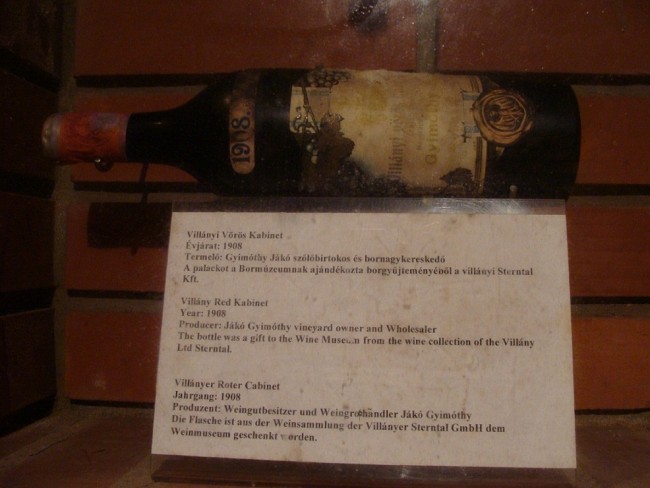 1908.
Villányi
Gyimóthy
Villányi Vörös Kabinet
Évjárat: 1908
Termelő: Gyimóthy Jákó szőlőbirtokos és bornagykereskedő
A palackot a Bormúzeumnak ajándékozta borgyűjteményéből a villányi Sterntal
Kft.
Villány Red Kabinet
Year: 1908
Producer: Jákó Gyimóthy vineyard owner and Wholesaler
The bottle was a gift to the Wine Museum from the wine collection of the Villány
Ltd Sterntal.
Villányer Roter Cabinet
Jahrgang: 1908
Produzent: Weingutbesitzer und Weingroßhändler Jákó Gyimóthy
Die Flasche ist aus der Weinsammlung der Villányer Sterntal GmbH dem
Weinmuseum geschenkt worden.